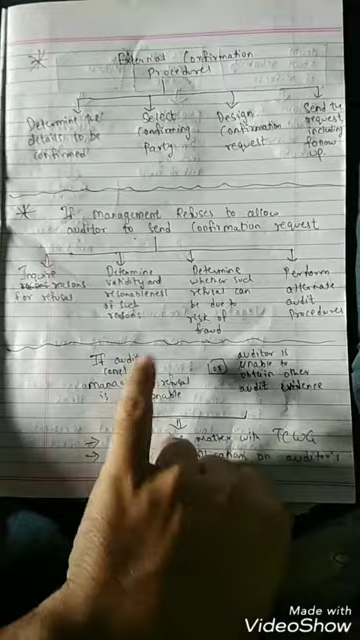 External Confirmation
Procedures
Determine the
details to be
confirmed
Select
Confirming
Party
Design
Confirmation
request
Send the
request
including
follow
up.
If Management Refuses to allow
auditor to send Confirmation request
Inquire
reasons
for refusal
Determine
validity and
resonableness
of such
reasons
Determine
whether such
refusal can
be due to
risk of
fraud
Perform
alternate
audit
Procedures
If
refusal
is
or
auditor is
unable to
obtain other
audit evidence
matter with TCWG
on auditor's
Made with
VideoShow